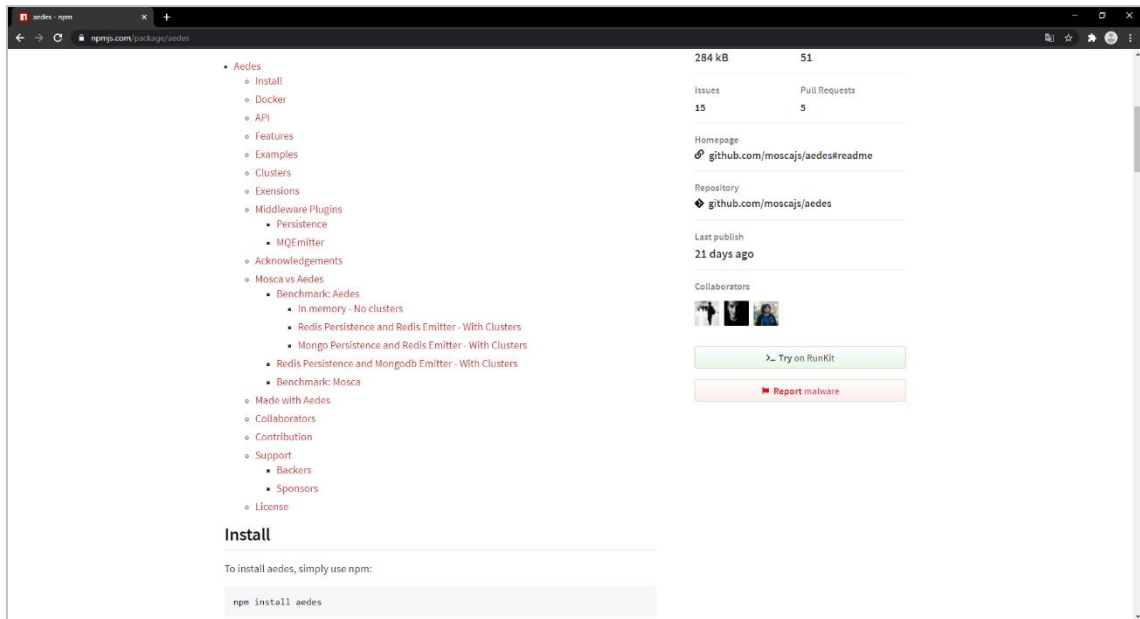 aedes - npm
npmjs.com/package/aedes
Aedes
Install
Docker
API
Features
Examples
Clusters
Exensions
Middleware Plugins
Persistence
MQEmitter
Acknowledgements
Mosca vs Aedes
Benchmark: Aedes
In memory - No clusters
Redis Persistence and Redis Emitter - With Clusters
Mongo Persistence and Redis Emitter - With Clusters
Redis Persistence and Mongodb Emitter - With Clusters
Benchmark: Mosca
Made with Aedes
Collaborators
Contribution
Support
Backers
Sponsors
License
Install
To install aedes, simply use npm:
npm install aedes
284 kB 51
Issues Pull Requests
15 5
Homepage
github.com/moscajs/aedes#readme
Repository
github.com/moscajs/aedes
Last publish
21 days ago
Collaborators
Try on RunKit
Report malware